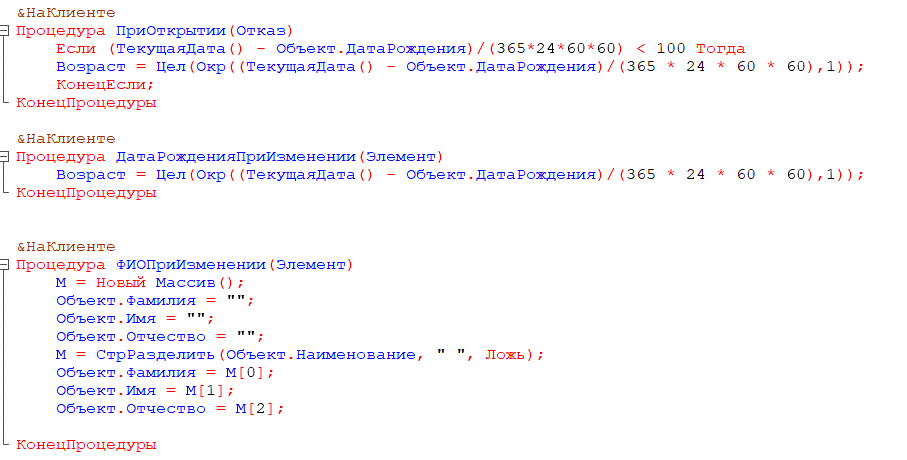 &НаКлиенте
Процедура ПриОткрытии(Отказ)
Если (ТекущаяДата() - Объект.ДатаРождения)/(365*24*60*60) < 100 Тогда
Возраст = Цел(Окр((ТекущаяДата() - Объект.ДатаРождения)/(365 * 24 * 60 * 60),1));
КонецЕсли;
КонецПроцедуры
&НаКлиенте
Процедура ДатаРожденияПриИзменении(Элемент)
Возраст = Цел(Окр((ТекущаяДата() - Объект.ДатаРождения)/(365 * 24 * 60 * 60),1));
КонецПроцедуры
&НаКлиенте
Процедура ФИОПриИзменении(Элемент)
М = Новый Массив();
Объект.Фамилия = "";
Объект.Имя = "";
Объект.Отчество = "";
М = СтрРазделить(Объект.Наименование, " ", Ложь);
Объект.Фамилия = М[0];
Объект.Имя = М[1];
Объект.Отчество = М[2];
КонецПроцедуры